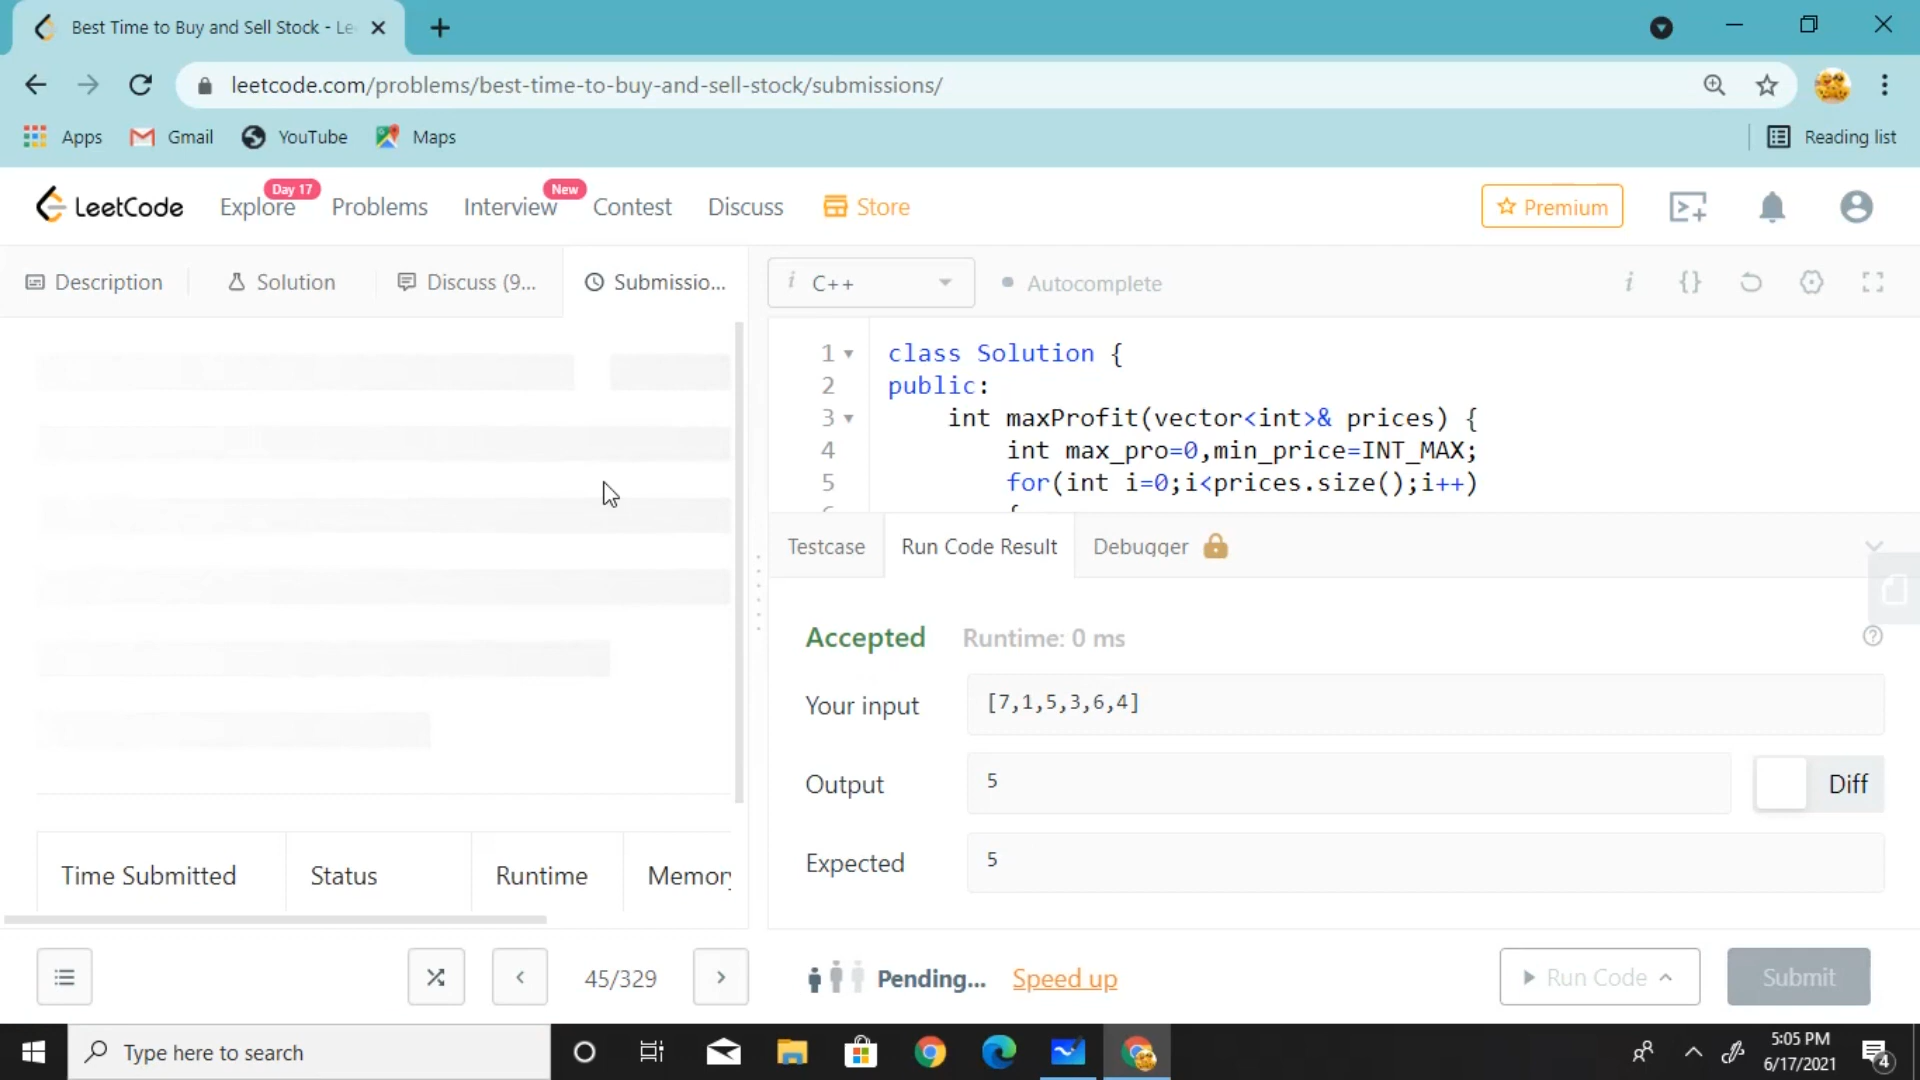 Best Time to Buy and Sell Stock - Le
leetcode.com/problems/best-time-to-buy-and-sell-stock/submissions/
Apps
Gmail
YouTube
Maps
Reading list
LeetCode
Explore
Day 17
Problems
Interview
New
Contest
Discuss
Store
Premium
Description
Solution
Discuss (9...
Submissio...
i C++
Autocomplete
i
{}
1 class Solution {
2 public:
3 int maxProfit(vector<int>& prices) {
4 int max_pro=0,min_price=INT_MAX;
5 for(int i=0;i<prices.size();i++)
Testcase
Run Code Result
Debugger
Accepted
Runtime: 0 ms
Your input
[7,1,5,3,6,4]
Output
5
Diff
Expected
5
Time Submitted
Status
Runtime
Memor
45/329
Pending...
Speed up
Run Code
Submit
Type here to search
5:05 PM
6/17/2021
4